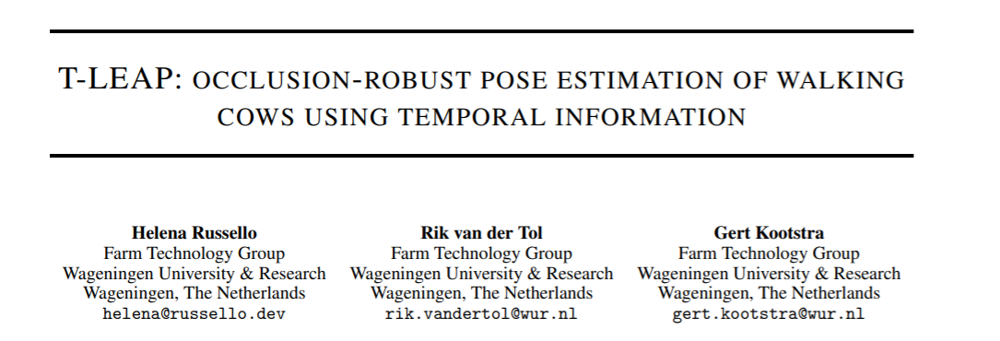 T-LEAP: OCCLUSION-ROBUST POSE ESTIMATION OF WALKING
COWS USING TEMPORAL INFORMATION
Helena Russello
Farm Technology Group
Wageningen University & Research
Wageningen, The Netherlands
helena@russello.dev
Rik van der Tol
Farm Technology Group
Wageningen University & Research
Wageningen, The Netherlands
rik.vandertol@wur.nl
Gert Kootstra
Farm Technology Group
Wageningen University & Research
Wageningen, The Netherlands
gert.kootstra@wur.nl